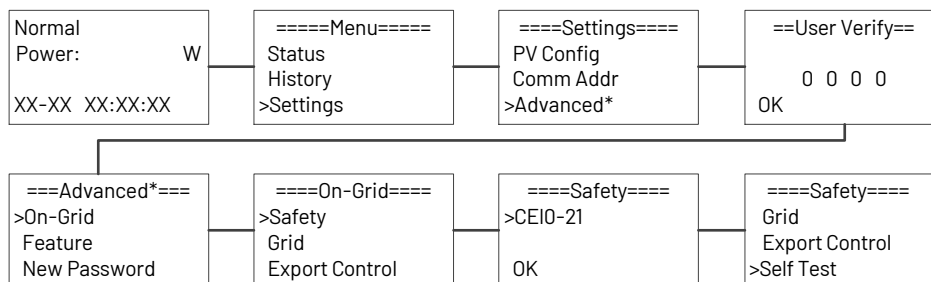 Normal
Power: W
XX-XX XX:XX:XX
=====Menu=====
Status
History
>Settings
====Settings====
PV Config
Comm Addr
>Advanced*
==User Verify==
0 0 0 0
OK
===Advanced*===
>On-Grid
Feature
New Password
====On-Grid====
>Safety
Grid
Export Control
====Safety====
>CEI0-21
OK
====Safety====
Grid
Export Control
>Self Test